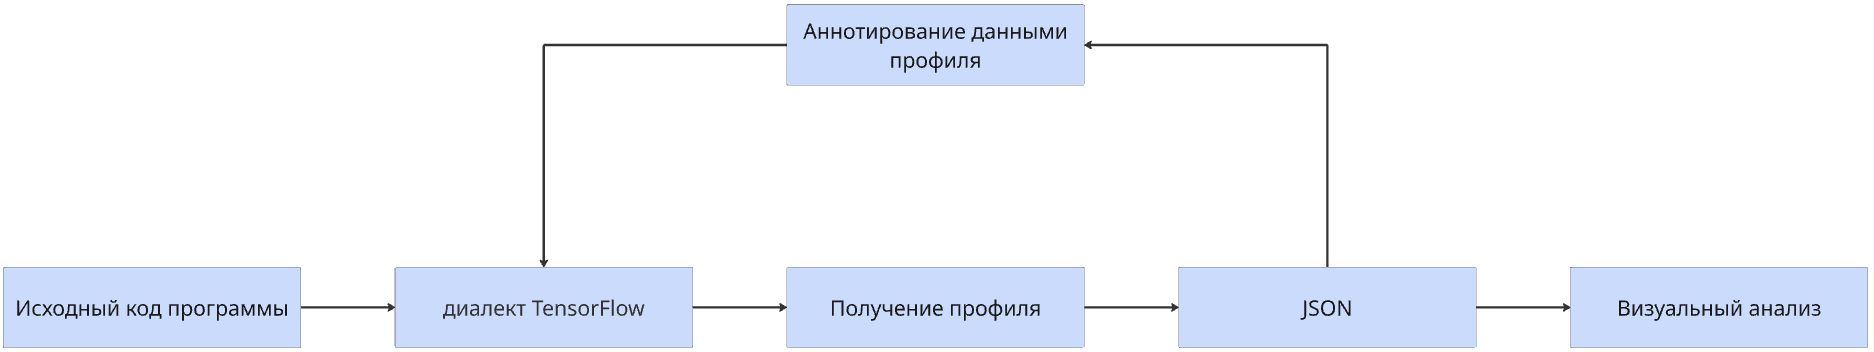 Аннотирование данными
профиля
Исходный код программы
диалект TensorFlow
Получение профиля
JSON
Визуальный анализ